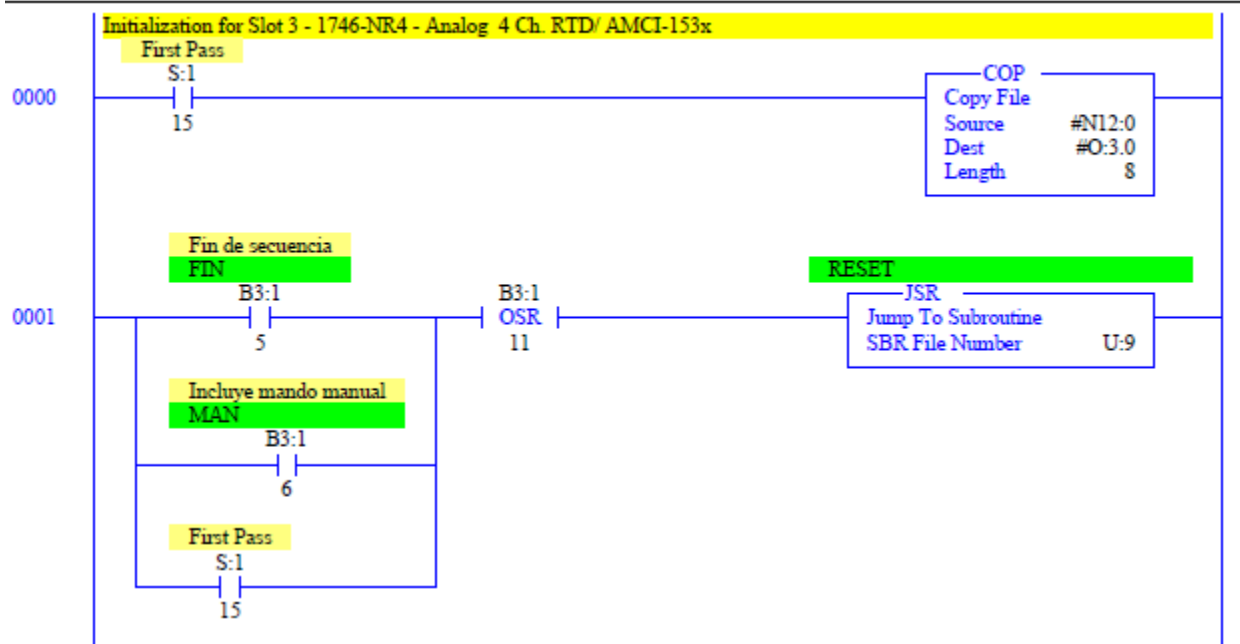 Initialization for Slot 3 - 1746-NR4 - Analog 4 Ch. RTD/ AMCI-153x
First Pass
S:1
0000
15
COP
Copy File
Source #N12:0
Dest #O:3.0
Length 8
Fin de secuencia
FIN
B3:1
0001
5
B3:1
OSR
11
RESET
JSR
Jump To Subroutine
SBR File Number U:9
Incluye mando manual
MAN
B3:1
6
First Pass
S:1
15